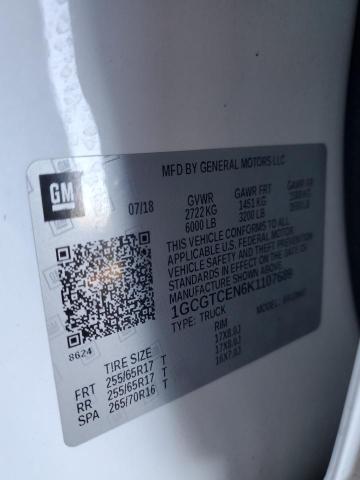 MFD BY GENERAL MOTORS LLC
GM
07/18
GVWR
2722 KG
6000 LB
GAWR FRT
1451 KG
3200 LB
GAWR RR
THIS VEHICLE CONFORMS TO ALL
APPLICABLE U.S. FEDERAL MOTOR
VEHICLE SAFETY AND THEFT PREVENTION
STANDARDS IN EFFECT ON THE DATE OF
MANUFACTURE SHOWN ABOVE.
1GCGTCEN6K1107689
TYPE: TRUCK
8624
TIRE SIZE
RIM
FRT 255/65R17 T 17X8.0J
RR 255/65R17 T 17X8.0J
SPA 265/70R16 T 16X7.0J